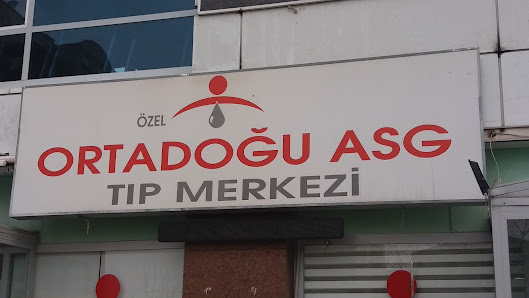 ÖZEL
ORTADOĞU ASG
TIP MERKEZİ